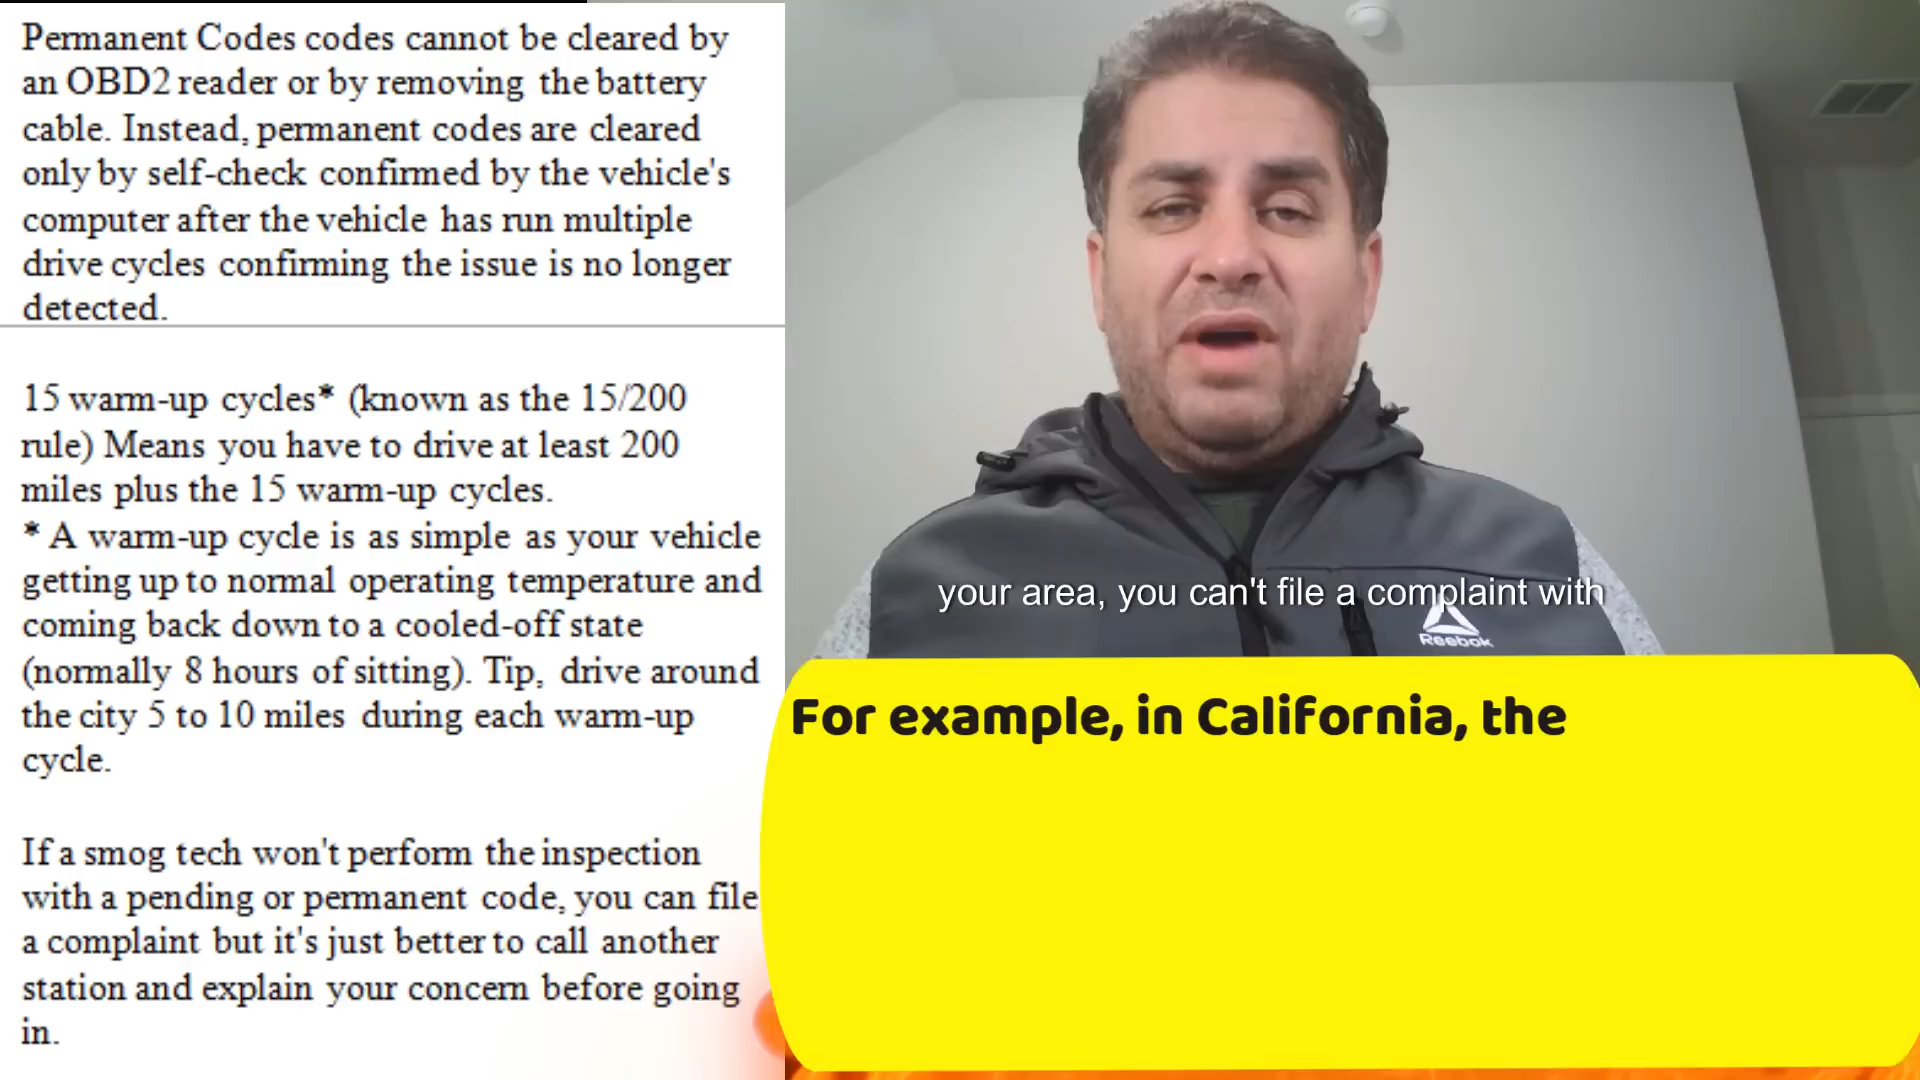 Permanent Codes codes cannot be cleared by
an OBD2 reader or by removing the battery
cable. Instead, permanent codes are cleared
only by self-check confirmed by the vehicle's
computer after the vehicle has run multiple
drive cycles confirming the issue is no longer
detected.
15 warm-up cycles* (known as the 15/200
rule) Means you have to drive at least 200
miles plus the 15 warm-up cycles.
* A warm-up cycle is as simple as your vehicle
getting up to normal operating temperature and
coming back down to a cooled-off state
(normally 8 hours of sitting). Tip, drive around
the city 5 to 10 miles during each warm-up
cycle.
If a smog tech won't perform the inspection
with a pending or permanent code, you can file
a complaint but it's just better to call another
station and explain your concern before going
in.
your area, you can't file a complaint with
Reebok
For example, in California, the